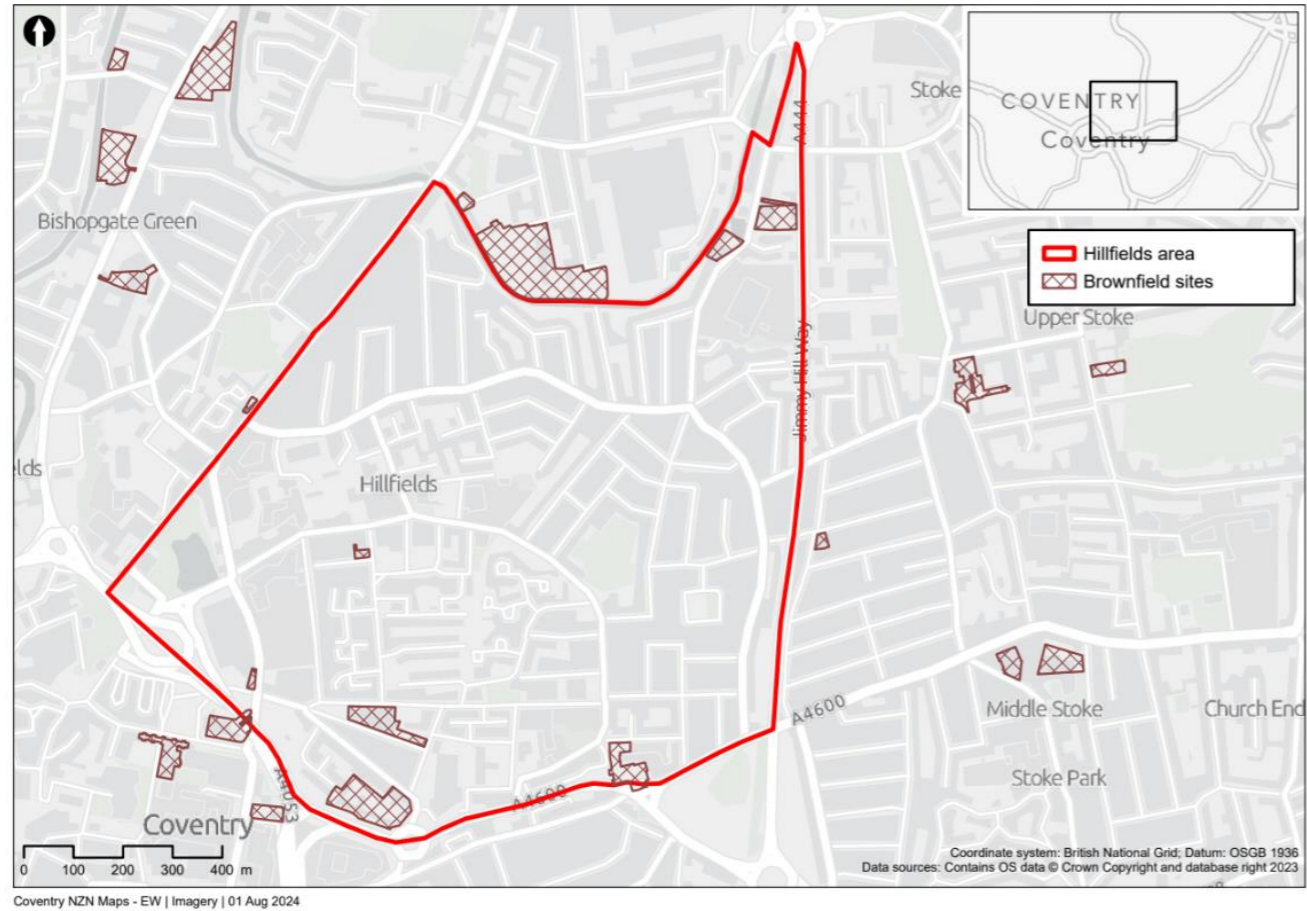 Stoke
COVENTRY
Coventry
A444
Bishopgate Green
Hillfields area
Brownfield sites
Upper Stoke
Jimmy Hill Way
lds
Hillfields
A4600
Middle Stoke
Church End
Stoke Park
A4053
A4600
Coventry
0 100 200 300 400 m
Coordinate system: British National Grid; Datum: OSGB 1936
Data sources: Contains OS data © Crown Copyright and database right 2023
Coventry NZN Maps - EW | Imagery | 01 Aug 2024